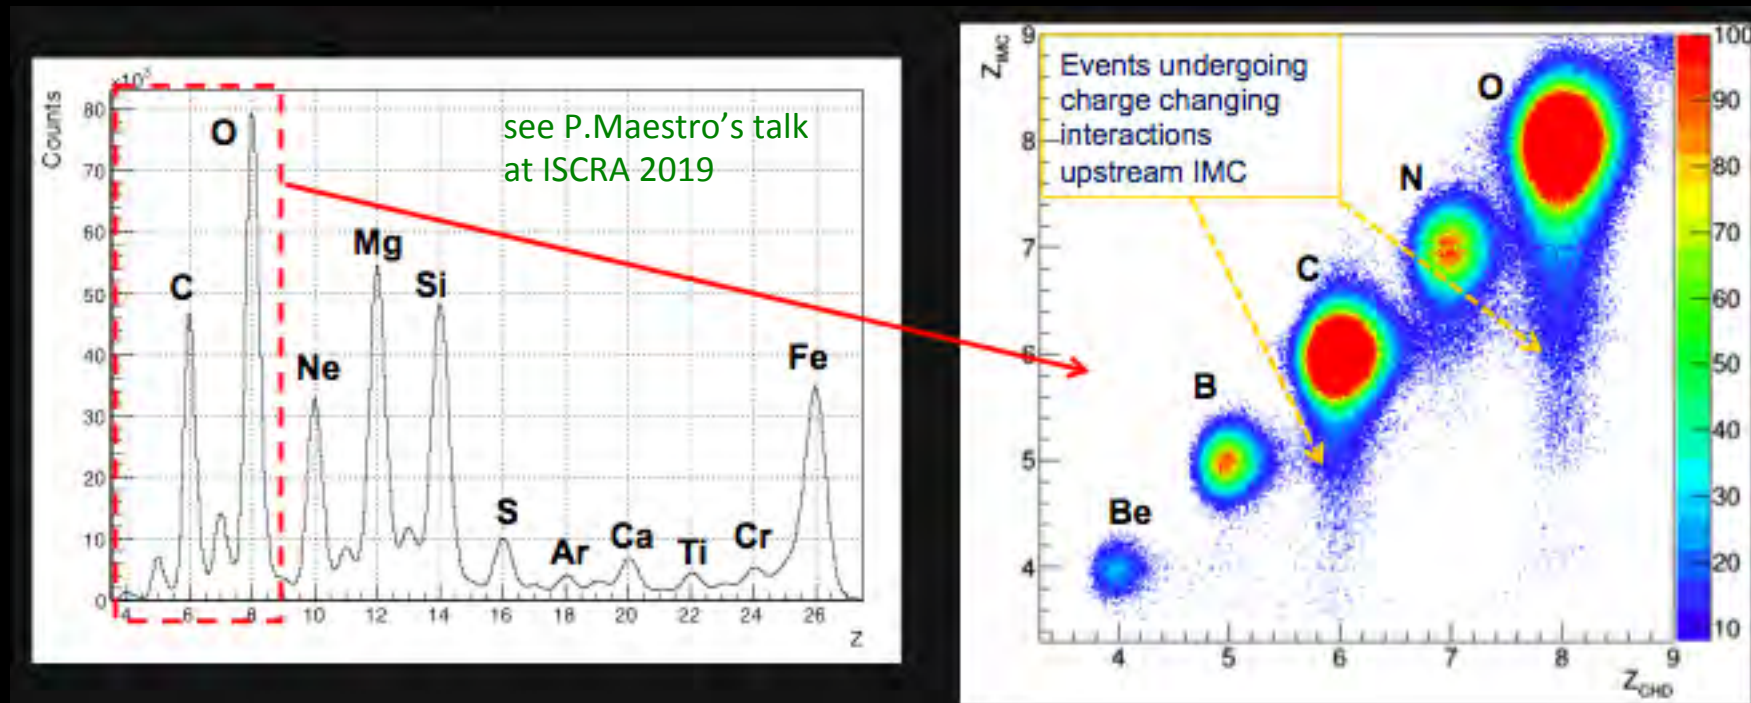 ×10³
Counts
80
70
60
50
40
30
20
10
0
C
O
Ne
Mg
Si
S
Ar
Ca
Ti
Cr
Fe
see P.Maestro’s talk
at ISCRA 2019
4 6 8 10 12 14 16 18 20 22 24 26
Z
Z_IMC
9
8
7
6
5
4
Events undergoing
charge changing
interactions
upstream IMC
Be
B
C
N
O
4 5 6 7 8 9
Z_CHD
100
90
80
70
60
50
40
30
20
10